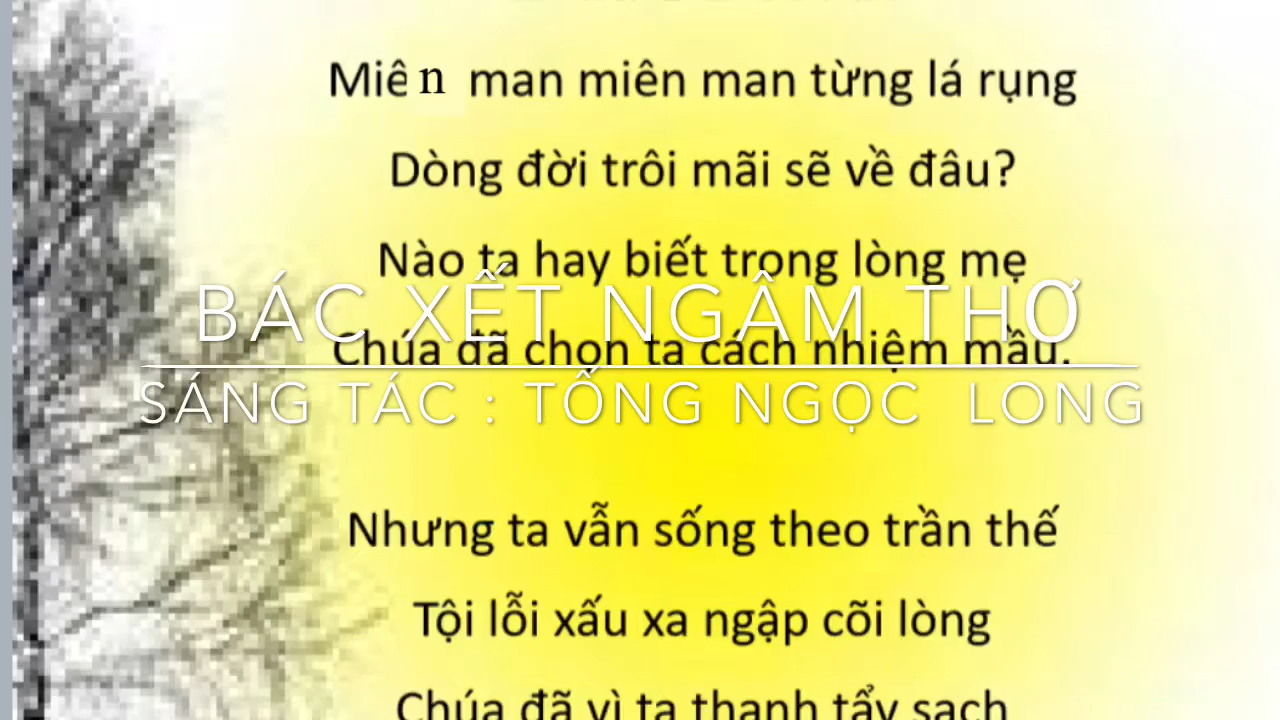 Miên man miên man từng lá rụng
Dòng đời trôi mãi sẽ về đâu?
Nào ta hay biết trong lòng mẹ
BÁC XẾT NGÂM THƠ
Chúa đã chọn ta cách nhiệm mầu.
SÁNG TÁC : TỐNG NGỌC LONG
Nhưng ta vẫn sống theo trần thế
Tội lỗi xấu xa ngập cõi lòng
Chúa đã vì ta thanh tẩy sạch